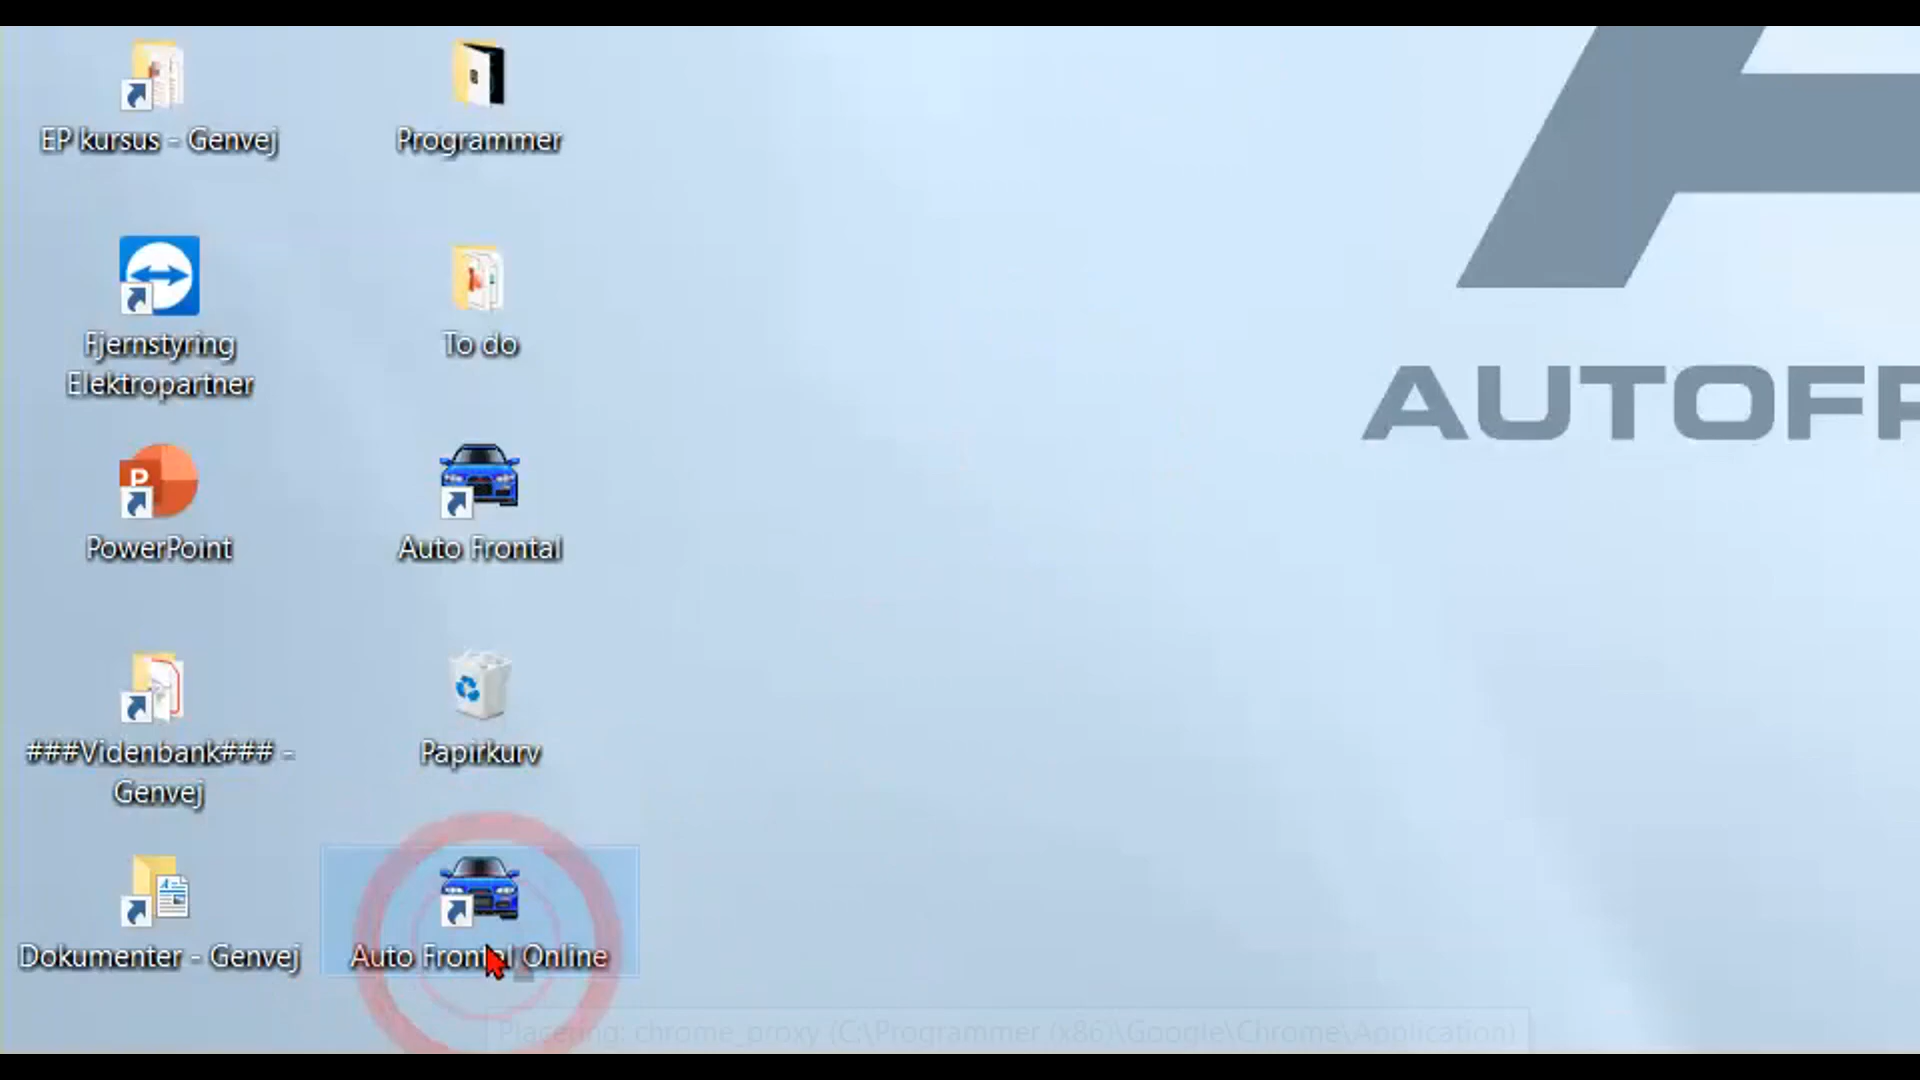 EP kursus - Genvej
Programmer
Fjernstyring
Elektropartner
To do
AUTOF
PowerPoint
Auto Frontal
###Videnbank### -
Genvej
Papirkurv
Dokumenter - Genvej
Auto Frontal Online
Placering: chrome_proxy (C:\Programmer (x86)\Google\Chrome\Application)